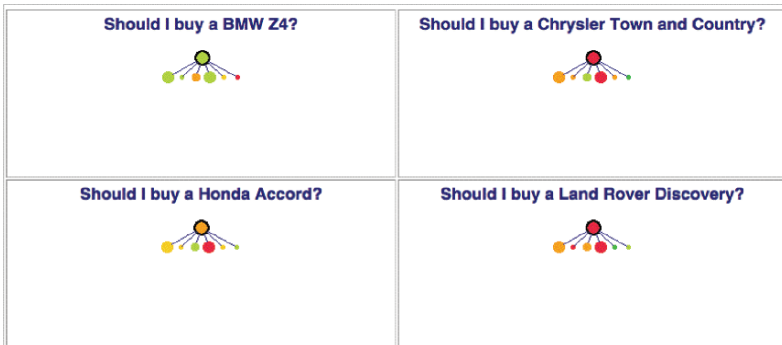 Should I buy a BMW Z4?
Should I buy a Chrysler Town and Country?
Should I buy a Honda Accord?
Should I buy a Land Rover Discovery?